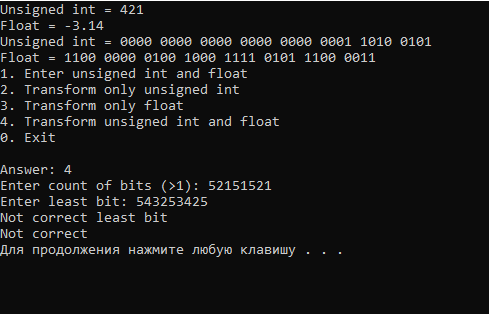 Unsigned int = 421
Float = -3.14
Unsigned int = 0000 0000 0000 0000 0000 0001 1010 0101
Float = 1100 0000 0100 1000 1111 0101 1100 0011
1. Enter unsigned int and float
2. Transform only unsigned int
3. Transform only float
4. Transform unsigned int and float
0. Exit
Answer: 4
Enter count of bits (>1): 52151521
Enter least bit: 543253425
Not correct least bit
Not correct
Для продолжения нажмите любую клавишу . . .